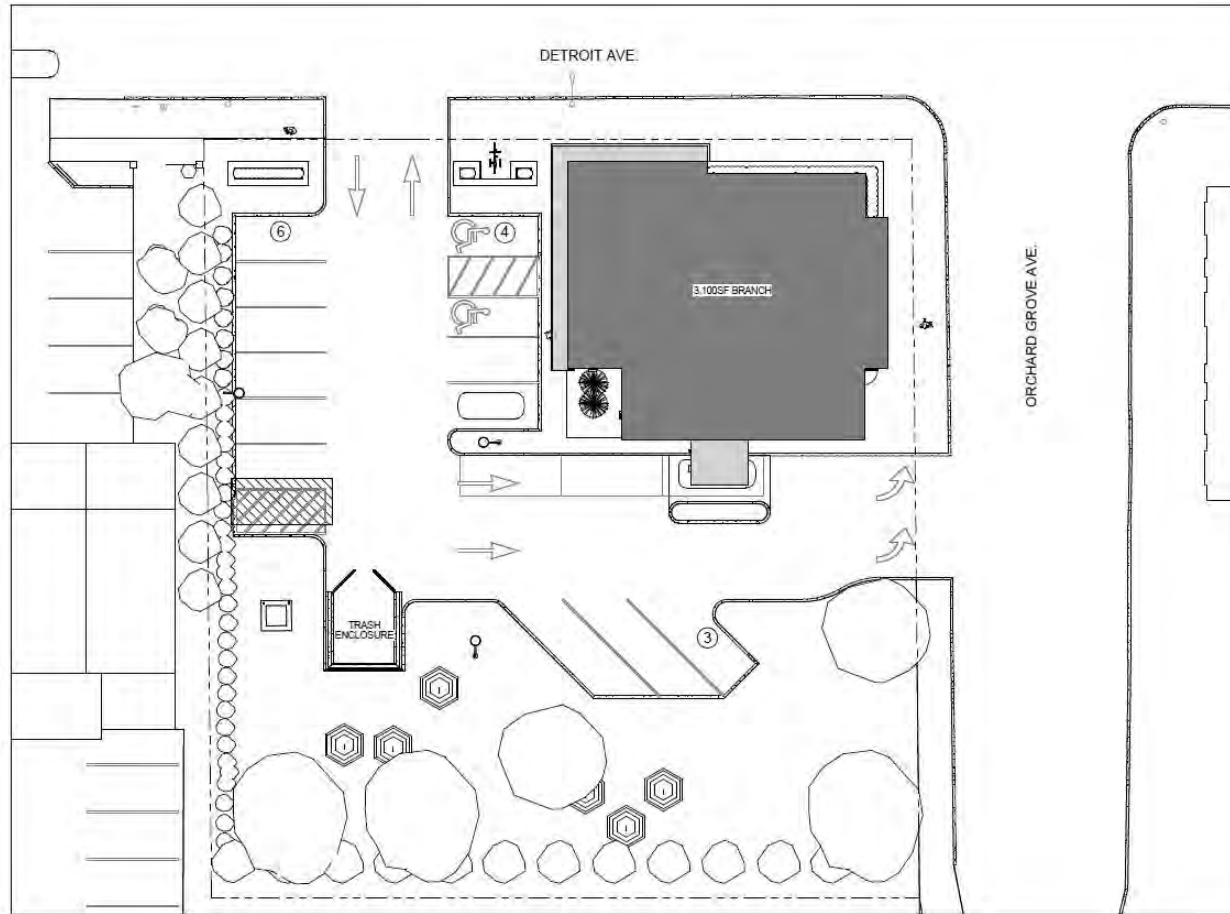 DETROIT AVE.
6
4
3,100SF BRANCH
ORCHARD GROVE AVE.
TRASH
ENCLOSURE
3